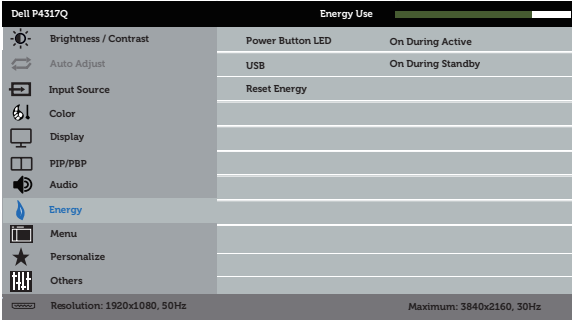 Dell P4317Q Energy Use
Brightness / Contrast
Auto Adjust
Input Source
Color
Display
PIP/PBP
Audio
Energy
Menu
Personalize
Others
Power Button LED On During Active
USB On During Standby
Reset Energy
Resolution: 1920x1080, 50Hz Maximum: 3840x2160, 30Hz